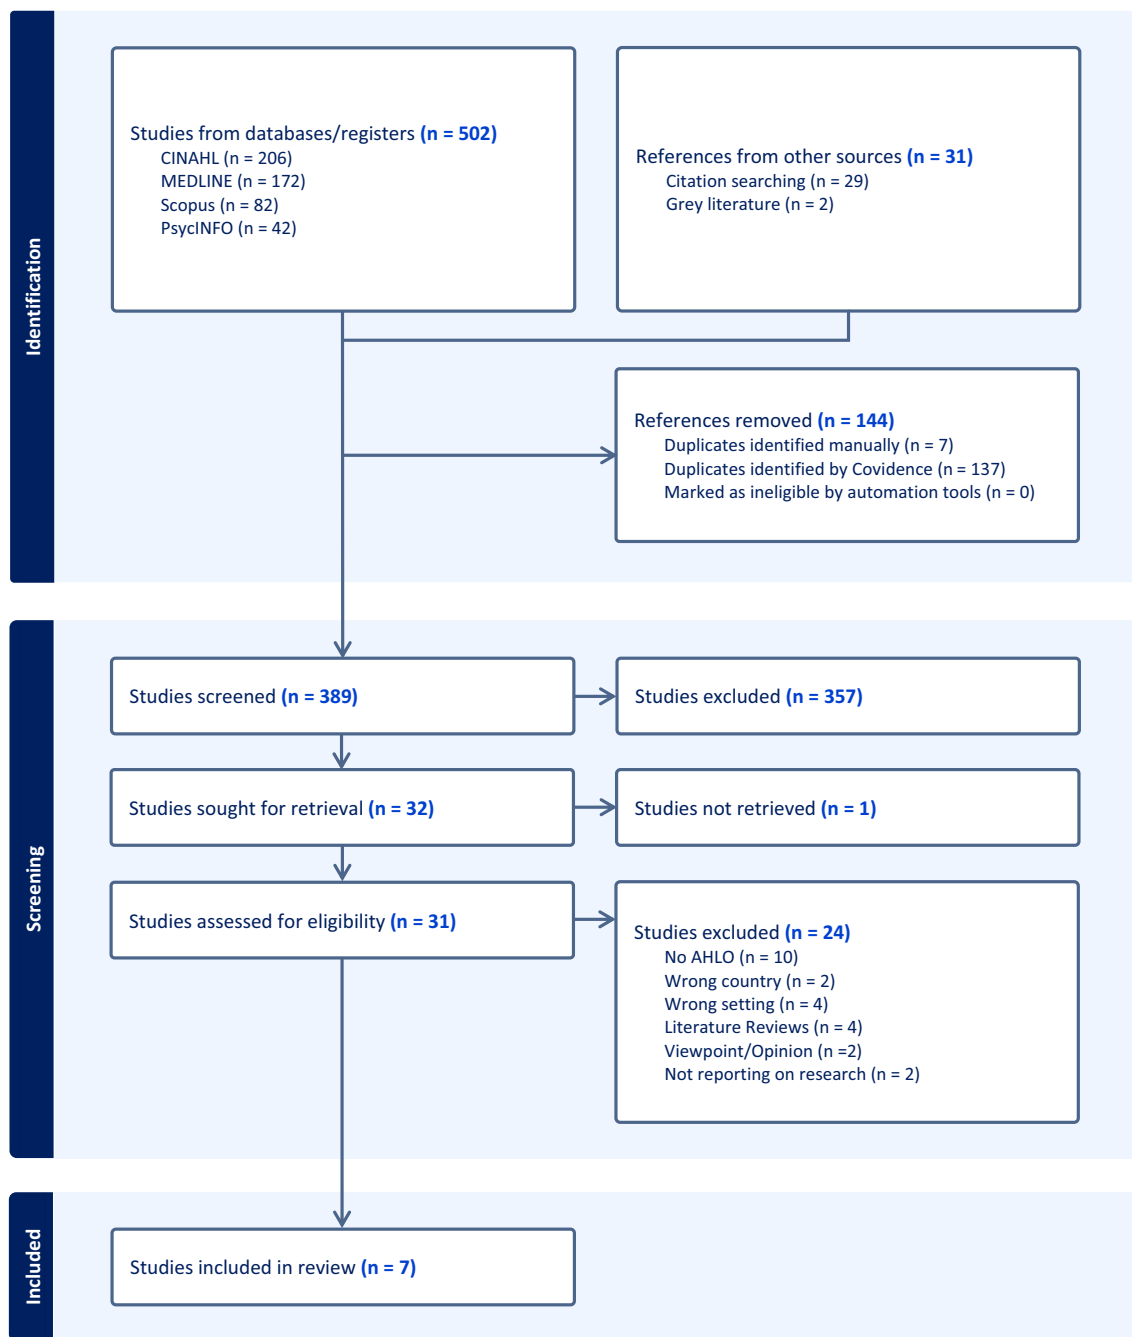 Identification
Studies from databases/registers (n = 502)
CINAHL (n = 206)
MEDLINE (n = 172)
Scopus (n = 82)
PsycINFO (n = 42)
References from other sources (n = 31)
Citation searching (n = 29)
Grey literature (n = 2)
References removed (n = 144)
Duplicates identified manually (n = 7)
Duplicates identified by Covidence (n = 137)
Marked as ineligible by automation tools (n = 0)
Screening
Studies screened (n = 389)
Studies excluded (n = 357)
Studies sought for retrieval (n = 32)
Studies not retrieved (n = 1)
Studies assessed for eligibility (n = 31)
Studies excluded (n = 24)
No AHLO (n = 10)
Wrong country (n = 2)
Wrong setting (n = 4)
Literature Reviews (n = 4)
Viewpoint/Opinion (n =2)
Not reporting on research (n = 2)
Included
Studies included in review (n = 7)